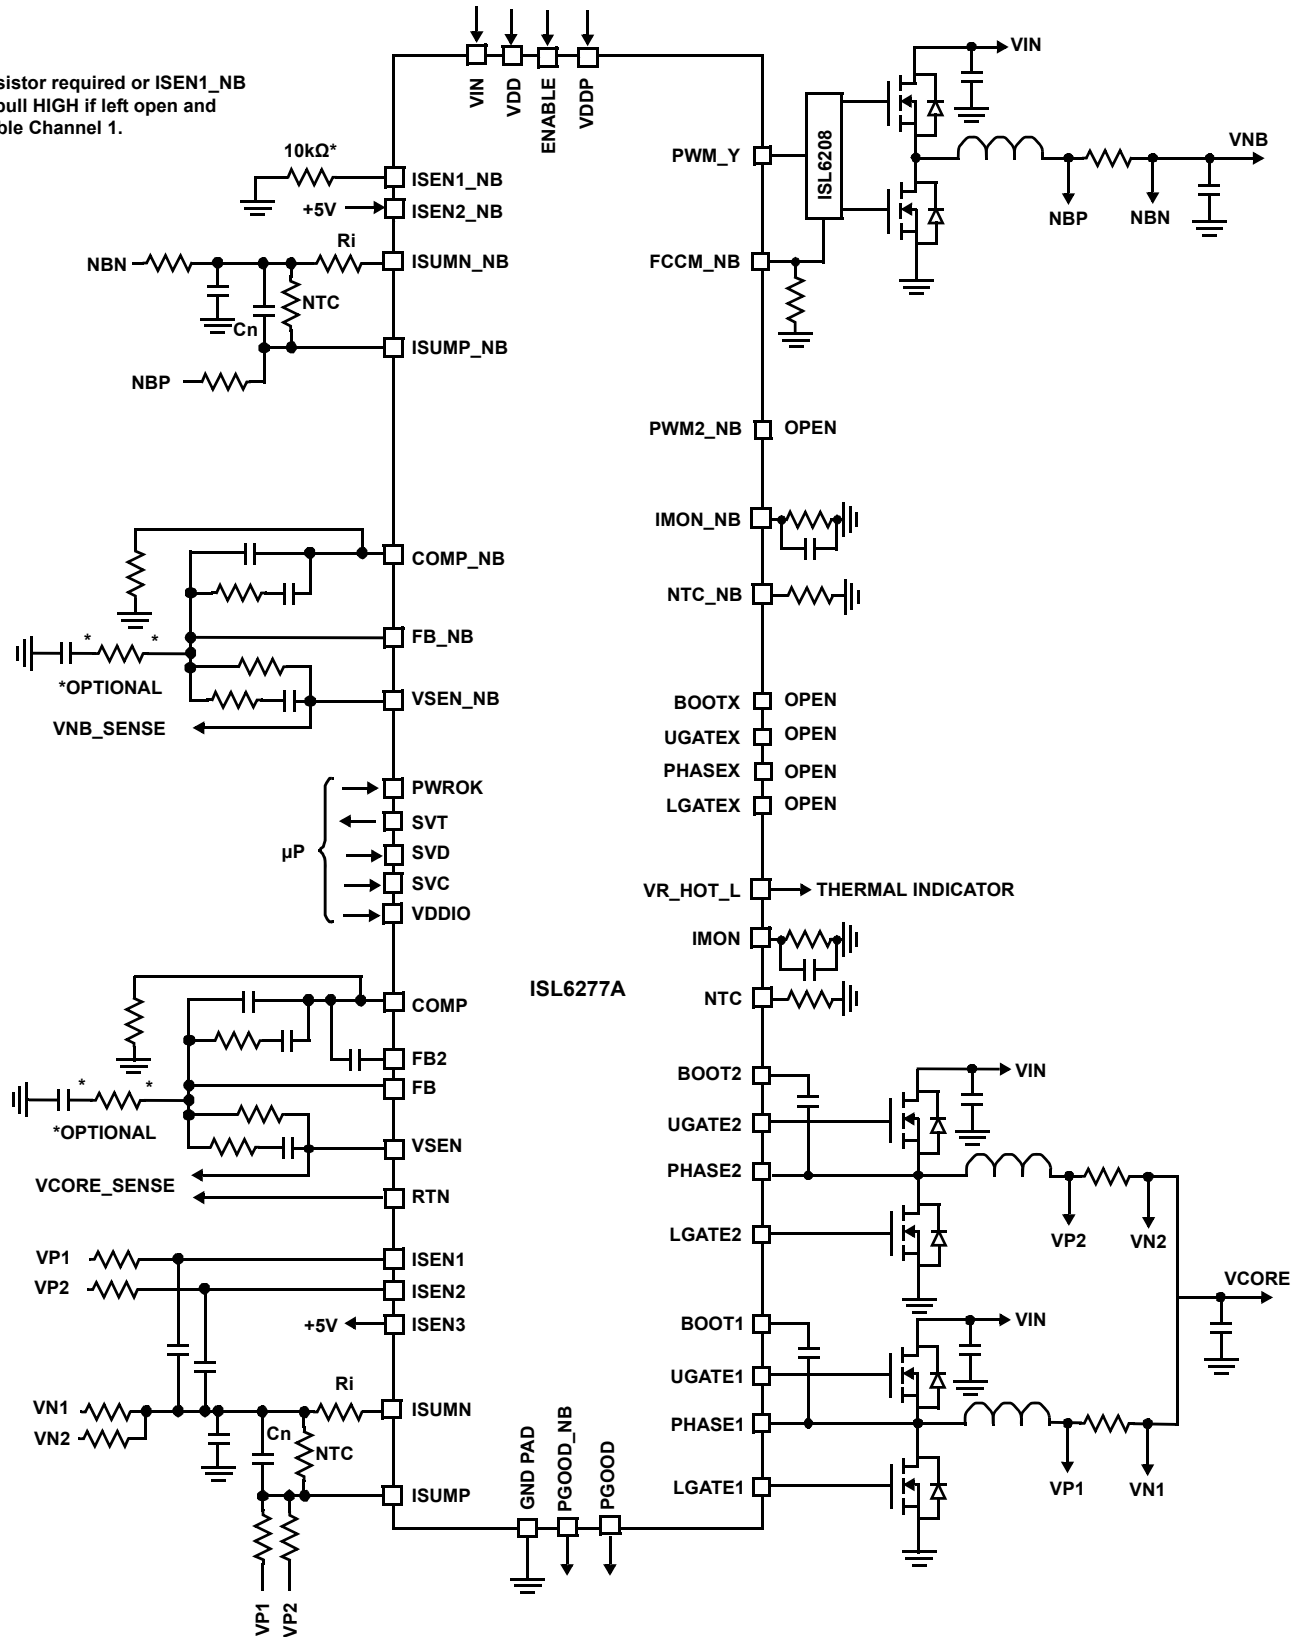 sistor required or ISEN1_NB
pull HIGH if left open and
ble Channel 1.
VIN
VDD
ENABLE
VDDP
10kΩ*
ISEN1_NB
+5V
ISEN2_NB
NBN
Ri
ISUMN_NB
NTC
Cn
ISUMP_NB
NBP
PWM_Y
ISL6208
VIN
VNB
NBP
NBN
FCCM_NB
PWM2_NB
OPEN
IMON_NB
NTC_NB
COMP_NB
FB_NB
* *
*OPTIONAL
VSEN_NB
VNB_SENSE
BOOTX
OPEN
UGATEX
OPEN
PHASEX
OPEN
LGATEX
OPEN
µP
PWROK
SVT
SVD
SVC
VDDIO
VR_HOT_L
THERMAL INDICATOR
IMON
NTC
ISL6277A
COMP
FB2
FB
* *
*OPTIONAL
VSEN
VCORE_SENSE
RTN
BOOT2
VIN
UGATE2
PHASE2
LGATE2
VP2
VN2
VCORE
VP1
ISEN1
VP2
ISEN2
+5V
ISEN3
BOOT1
VIN
UGATE1
PHASE1
LGATE1
VP1
VN1
VN1
VN2
Ri
ISUMN
Cn
NTC
ISUMP
VP1
VP2
GND PAD
PGOOD_NB
PGOOD